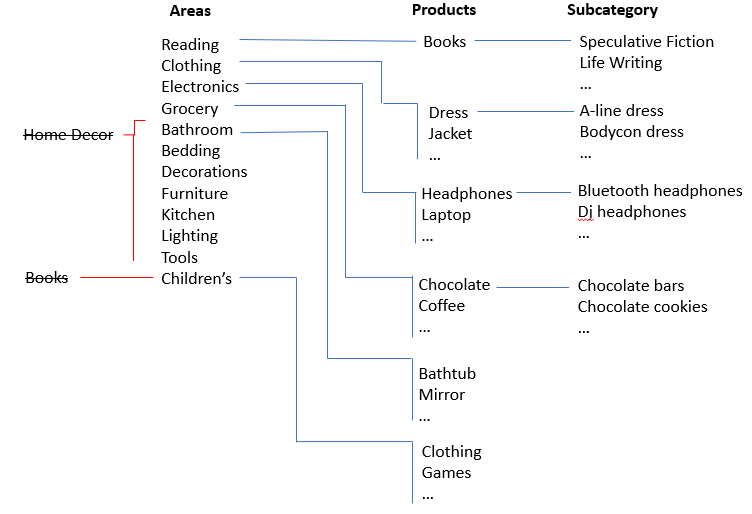 Areas
Products
Subcategory
Reading
Clothing
Electronics
Grocery
Bathroom
Bedding
Decorations
Furniture
Kitchen
Lighting
Tools
Children's
Home Decor
Books
Books
Dress
Jacket
...
Headphones
Laptop
...
Chocolate
Coffee
...
Bathtub
Mirror
...
Clothing
Games
...
Speculative Fiction
Life Writing
...
A-line dress
Bodycon dress
...
Bluetooth headphones
Dj headphones
...
Chocolate bars
Chocolate cookies
...